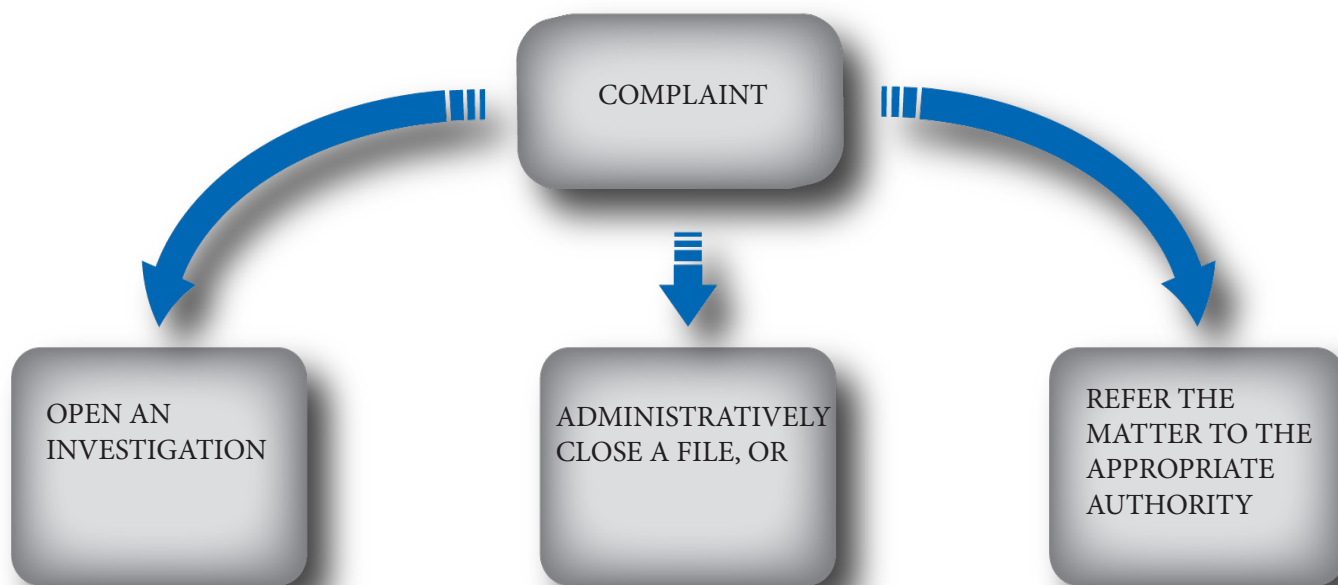 COMPLAINT
OPEN AN
INVESTIGATION
ADMINISTRATIVELY
CLOSE A FILE, OR
REFER THE
MATTER TO THE
APPROPRIATE
AUTHORITY